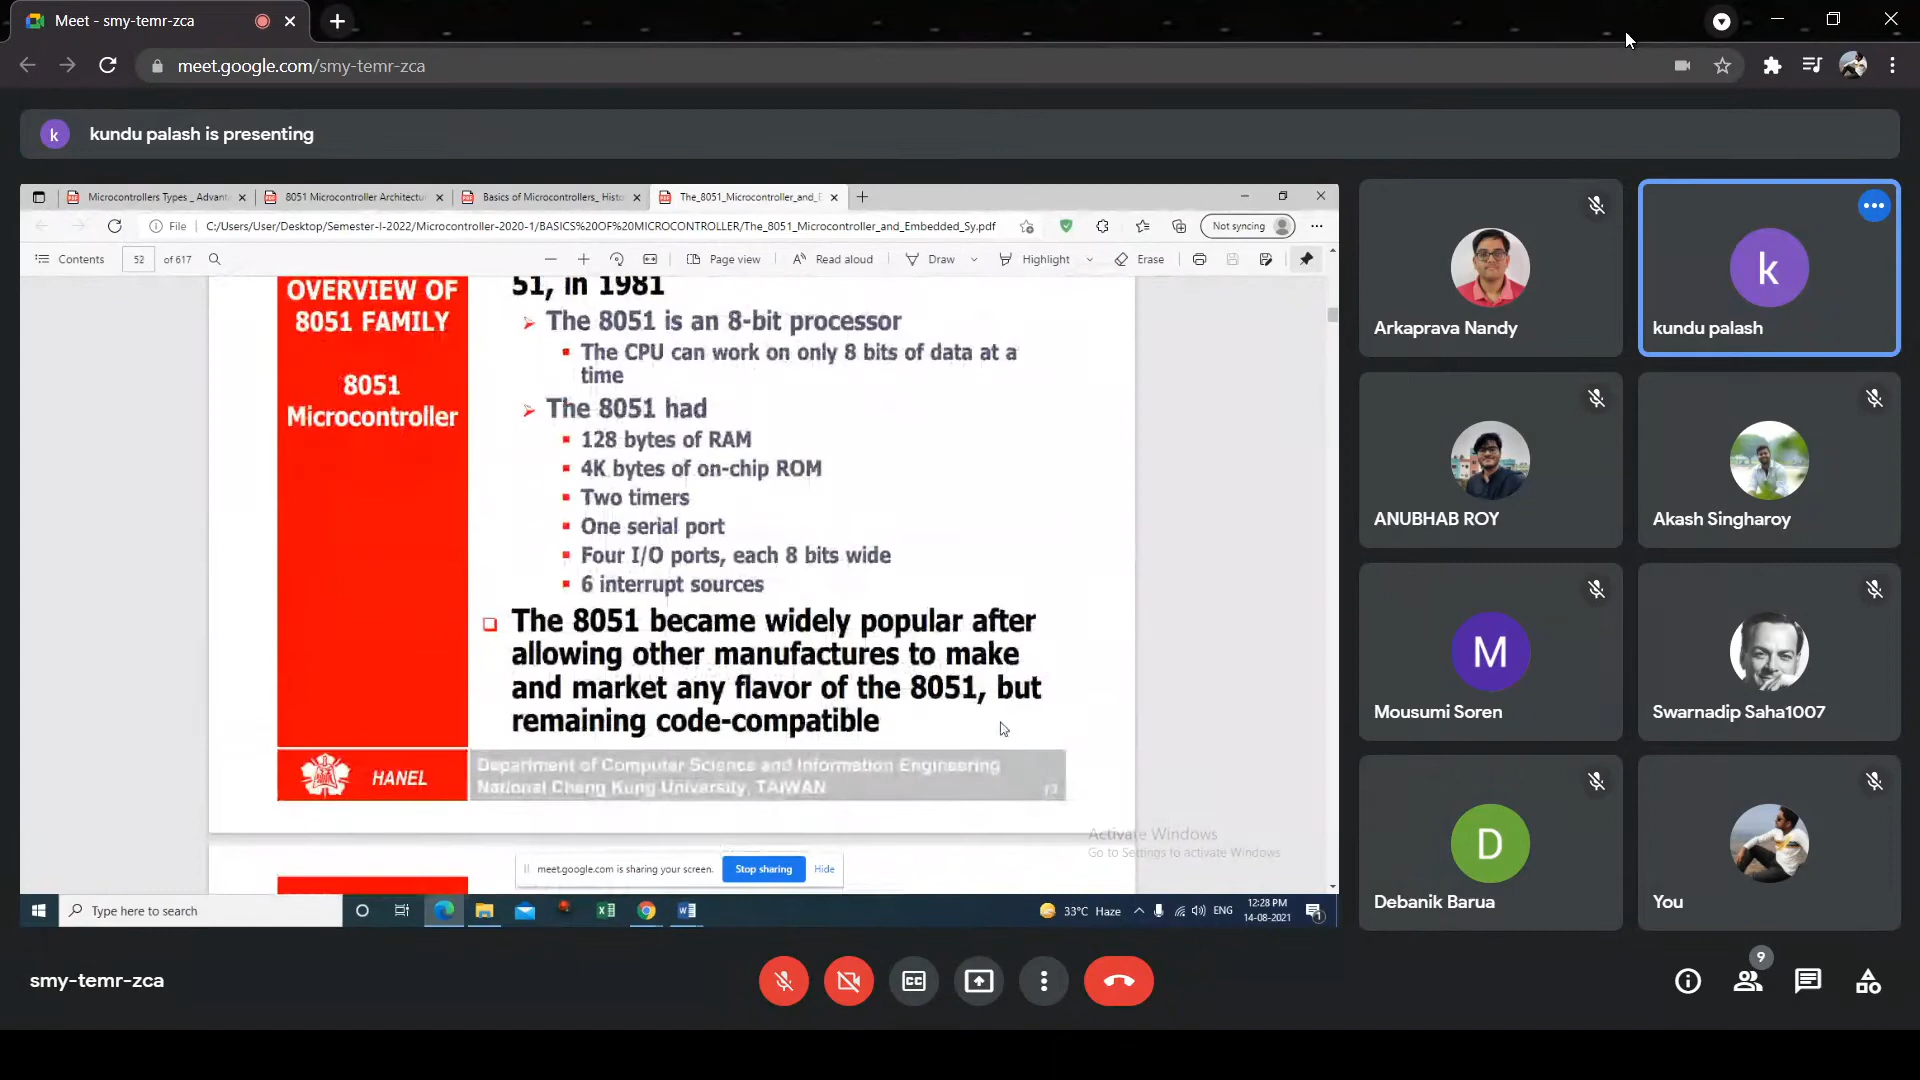 Meet - smy-temr-zca
meet.google.com/smy-temr-zca
k kundu palash is presenting
Microcontrollers Types _ Advant
8051 Microcontroller Architectur
Basics of Microcontrollers_ Histo
The_8051_Microcontroller_and_E
File C:/Users/User/Desktop/Semester-I-2022/Microcontroller-2020-1/BASICS%20OF%20MICROCONTROLLER/The_8051_Microcontroller_and_Embedded_Sy.pdf
Not syncing
Contents 52 of 617
Page view Read aloud Draw Highlight Erase
OVERVIEW OF
8051 FAMILY
8051
Microcontroller
51, in 1981
The 8051 is an 8-bit processor
The CPU can work on only 8 bits of data at a
time
The 8051 had
128 bytes of RAM
4K bytes of on-chip ROM
Two timers
One serial port
Four I/O ports, each 8 bits wide
6 interrupt sources
The 8051 became widely popular after
allowing other manufactures to make
and market any flavor of the 8051, but
remaining code-compatible
HANEL
Department of Computer Science and Information Engineering
National Cheng Kung University, TAIWAN
Activate Windows
Go to Settings to activate Windows
meet.google.com is sharing your screen. Stop sharing Hide
Type here to search
33°C Haze
ENG
12:28 PM
14-08-2021
1
Arkaprava Nandy
k
kundu palash
ANUBHAB ROY
Akash Singharoy
M
Mousumi Soren
Swarnadip Saha1007
D
Debanik Barua
You
smy-temr-zca
CC
9